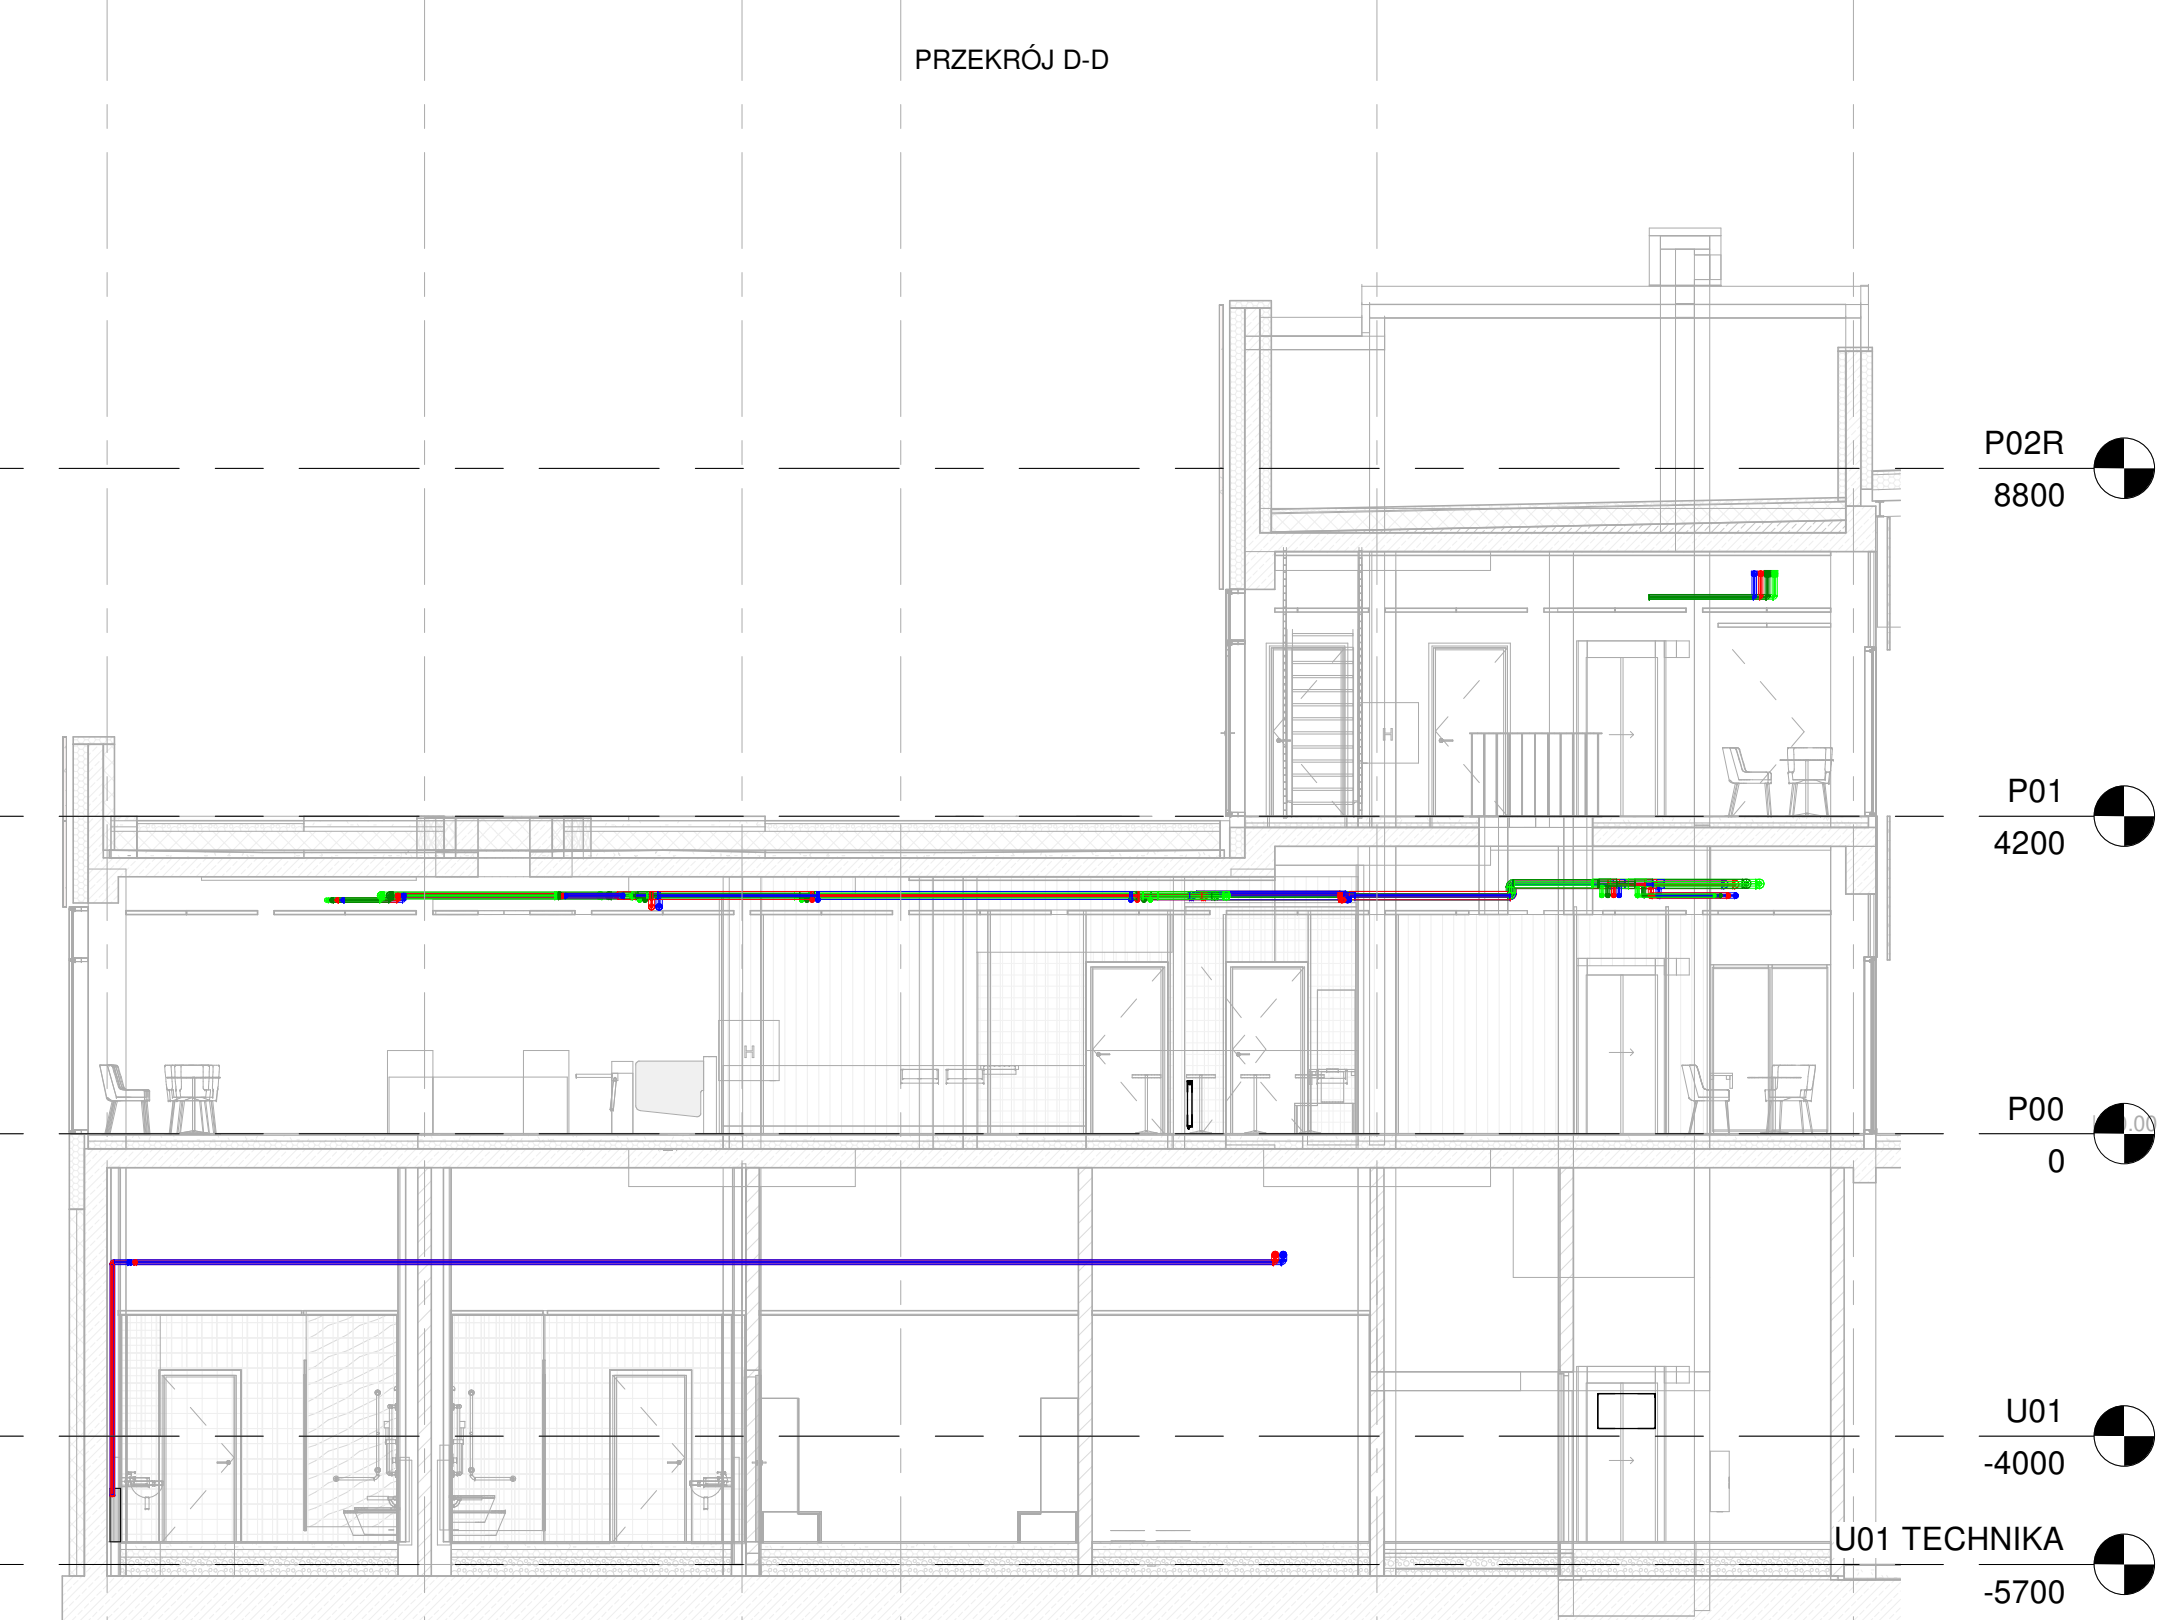 PRZEKRÓJ D-D
P02R
8800
P01
4200
P00
0
U01
-4000
U01 TECHNIKA
-5700